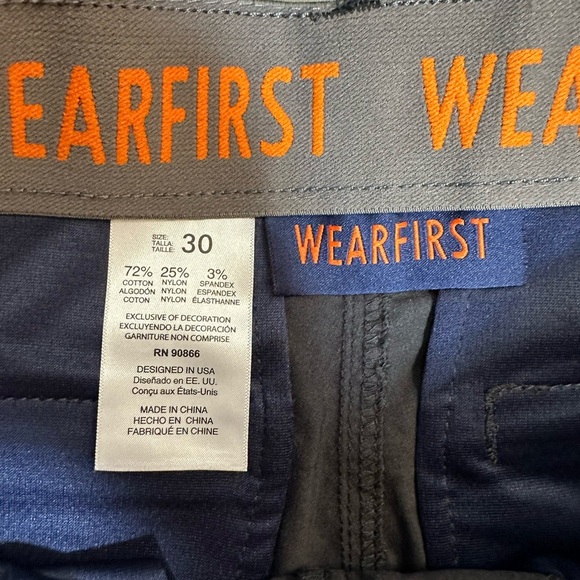 EARFIRST WEA
WEARFIRST
SIZE:
TALLA: 30
TAILLE:
72% 25% 3%
COTTON NYLON SPANDEX
ALGODÓN NYLON ESPANDEX
COTON NYLON ÉLASTHANNE
EXCLUSIVE OF DECORATION
EXCLUYENDO LA DECORACIÓN
GARNITURE NON COMPRISE
RN 90866
DESIGNED IN USA
Diseñado en EE. UU.
Conçu aux États-Unis
MADE IN CHINA
HECHO EN CHINA
FABRIQUÉ EN CHINE